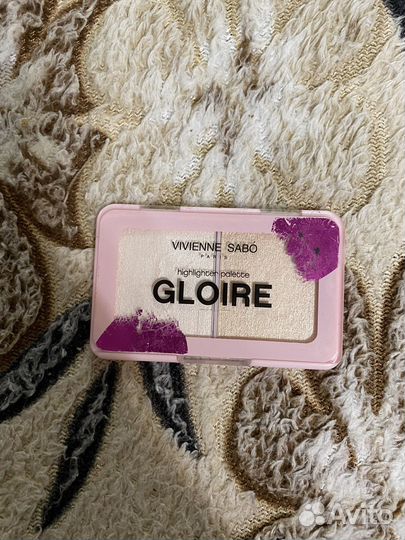 VIVIENNE SABÓ
PARIS
highlighter palette
GLOIRE
Avito